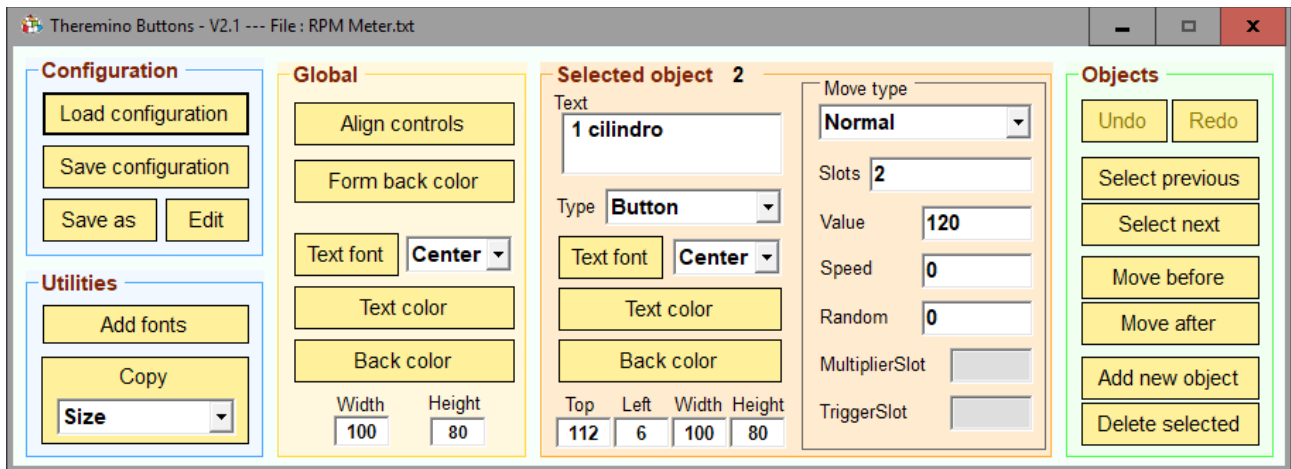 Theremino Buttons - V2.1 --- File : RPM Meter.txt
Configuration
Load configuration
Save configuration
Save as Edit
Utilities
Add fonts
Copy
Size
Global
Align controls
Form back color
Text font Center
Text color
Back color
Width Height
100 80
Selected object 2
Text
1 cilindro
Type Button
Text font Center
Text color
Back color
Top Left Width Height
112 6 100 80
Move type
Normal
Slots 2
Value 120
Speed 0
Random 0
MultiplierSlot
TriggerSlot
Objects
Undo Redo
Select previous
Select next
Move before
Move after
Add new object
Delete selected